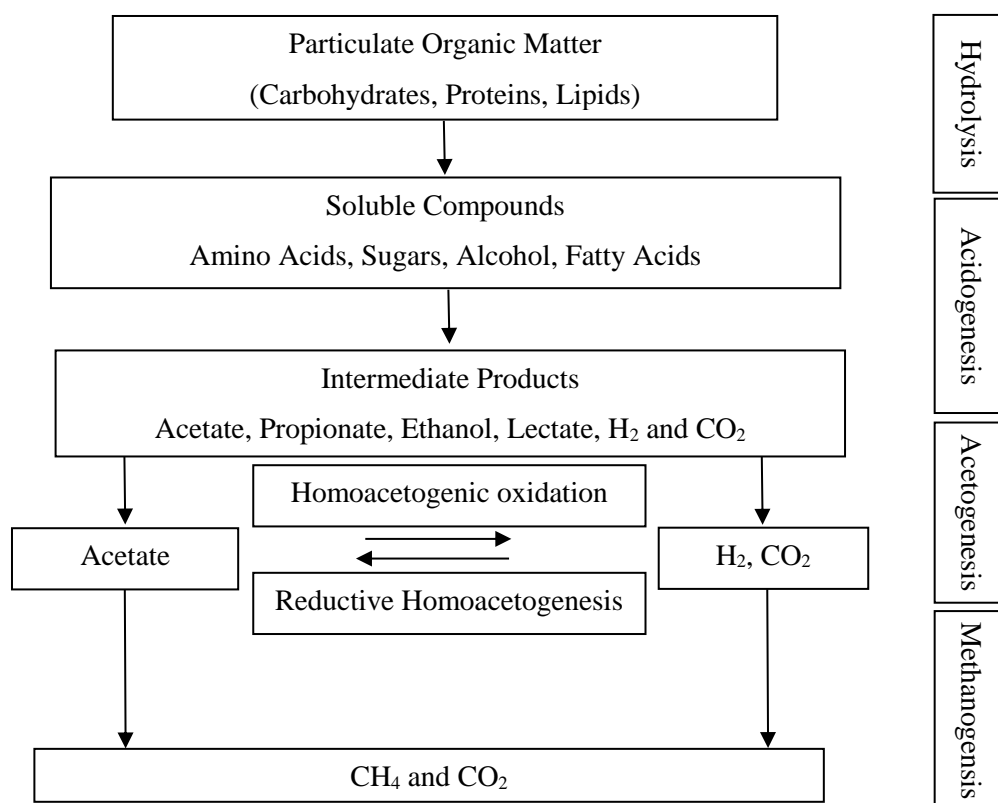 Particulate Organic Matter
(Carbohydrates, Proteins, Lipids)
Hydrolysis
Soluble Compounds
Amino Acids, Sugars, Alcohol, Fatty Acids
Acidogenesis
Intermediate Products
Acetate, Propionate, Ethanol, Lectate, H₂ and CO₂
Acetogenesis
Homoacetogenic oxidation
Acetate
H₂, CO₂
Reductive Homoacetogenesis
Methanogensis
CH₄ and CO₂